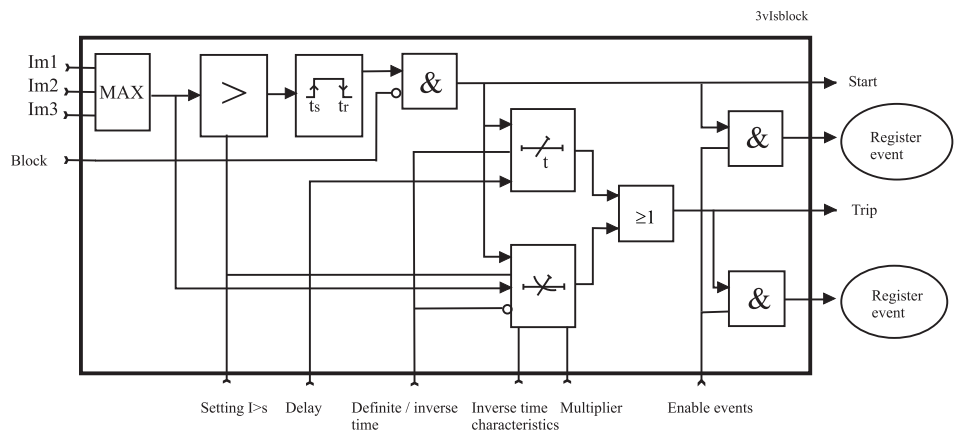 3vIsblock
Im1
Im2
Im3
MAX
>
ts tr
&
Start
Block
t
&
Register
event
≥1
Trip
&
Register
event
Setting I>s
Delay
Definite / inverse
time
Inverse time
characteristics
Multiplier
Enable events